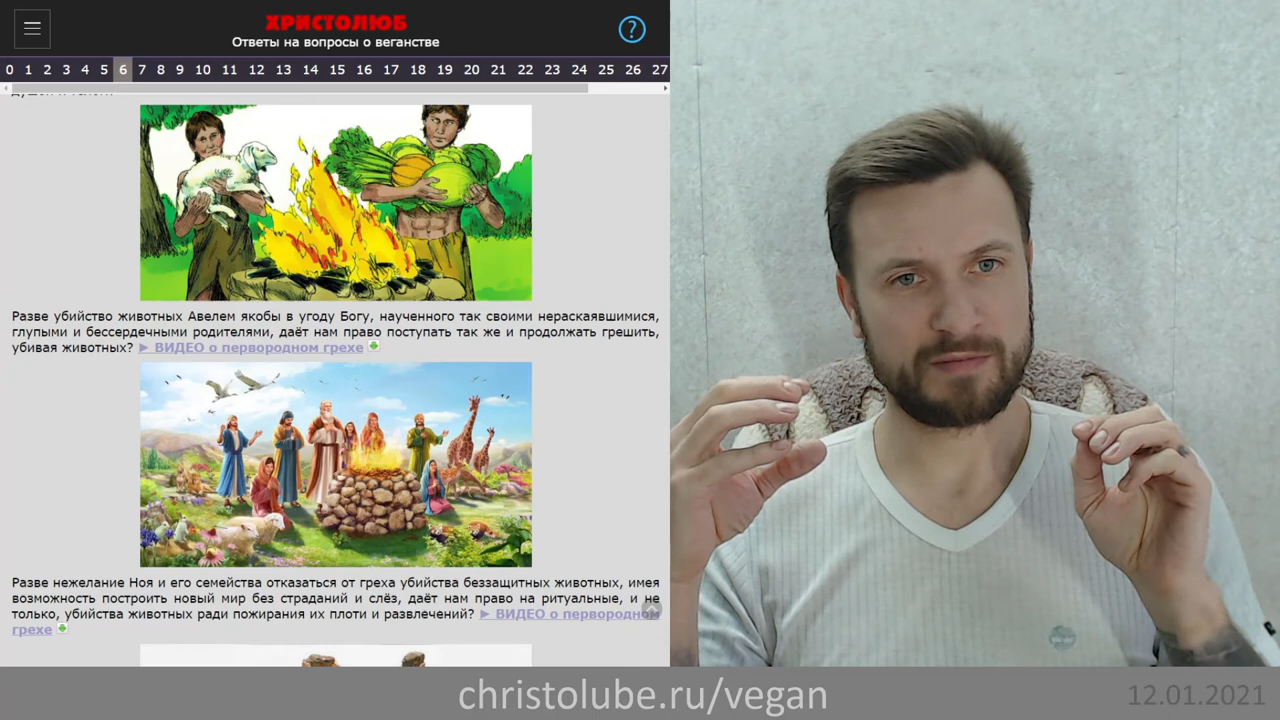 ХРИСТОЛЮБ
Ответы на вопросы о веганстве
0 1 2 3 4 5 6 7 8 9 10 11 12 13 14 15 16 17 18 19 20 21 22 23 24 25 26 27
Разве убийство животных Авелем якобы в угоду Богу, наученного так своими нераскаявшимися,
глупыми и бессердечными родителями, даёт нам право поступать так же и продолжать грешить,
убивая животных? ► ВИДЕО о первородном грехе
Разве нежелание Ноя и его семейства отказаться от греха убийства беззащитных животных, имея
возможность построить новый мир без страданий и слёз, даёт нам право на ритуальные, и не
только, убийства животных ради пожирания их плоти и развлечений? ► ВИДЕО о первородном
грехе
christolube.ru/vegan
12.01.2021